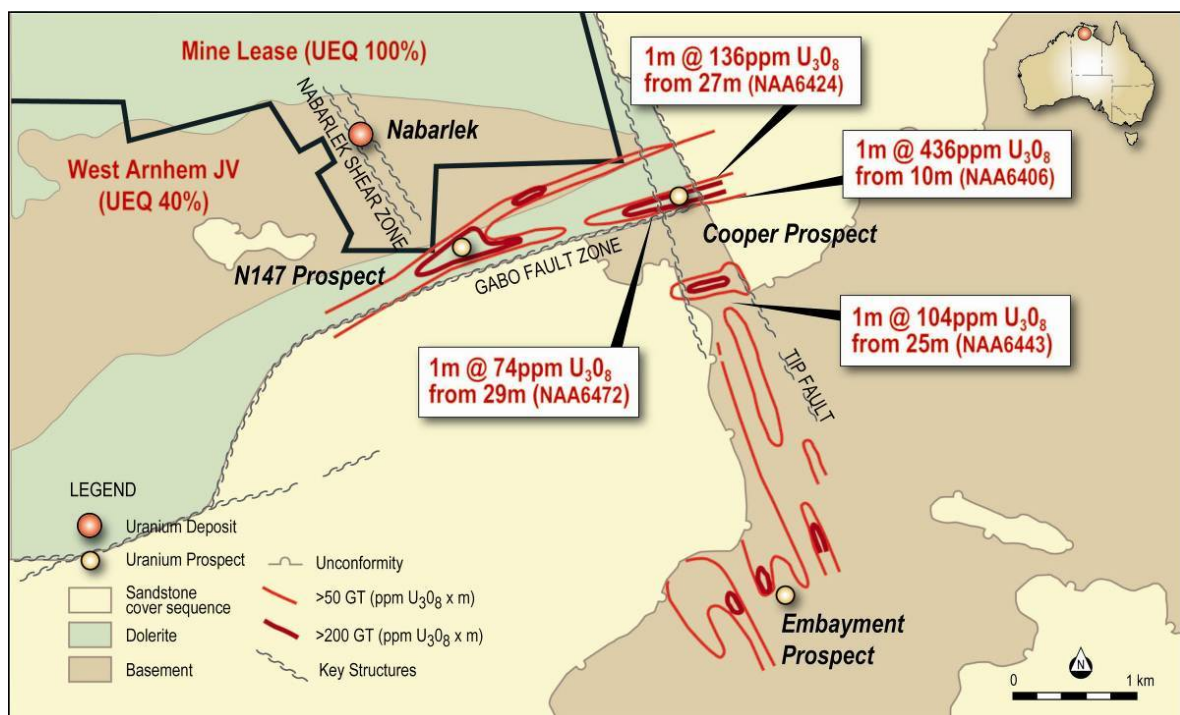 Mine Lease (UEQ 100%)
1m @ 136ppm U₃0₈
from 27m (NAA6424)
NABARLEK SHEAR ZONE
Nabarlek
1m @ 436ppm U₃0₈
from 10m (NAA6406)
West Arnhem JV
(UEQ 40%)
Cooper Prospect
N147 Prospect
GABO FAULT ZONE
1m @ 104ppm U₃0₈
from 25m (NAA6443)
1m @ 74ppm U₃0₈
from 29m (NAA6472)
TIP FAULT
LEGEND
Uranium Deposit
Uranium Prospect
Sandstone
cover sequence
Dolerite
Basement
Unconformity
>50 GT (ppm U₃0₈ x m)
>200 GT (ppm U₃0₈ x m)
Key Structures
Embayment
Prospect
N
0 1 km